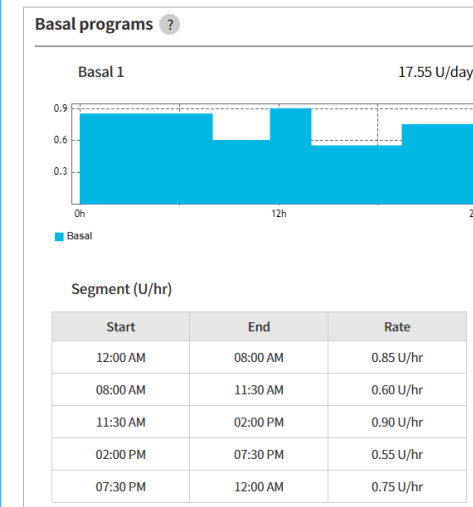 Basal programs ?
Basal 1 17.55 U/day
0.9
0.6
0.3
0h 12h 2
Basal
Segment (U/hr)
Start End Rate
12:00 AM 08:00 AM 0.85 U/hr
08:00 AM 11:30 AM 0.60 U/hr
11:30 AM 02:00 PM 0.90 U/hr
02:00 PM 07:30 PM 0.55 U/hr
07:30 PM 12:00 AM 0.75 U/hr